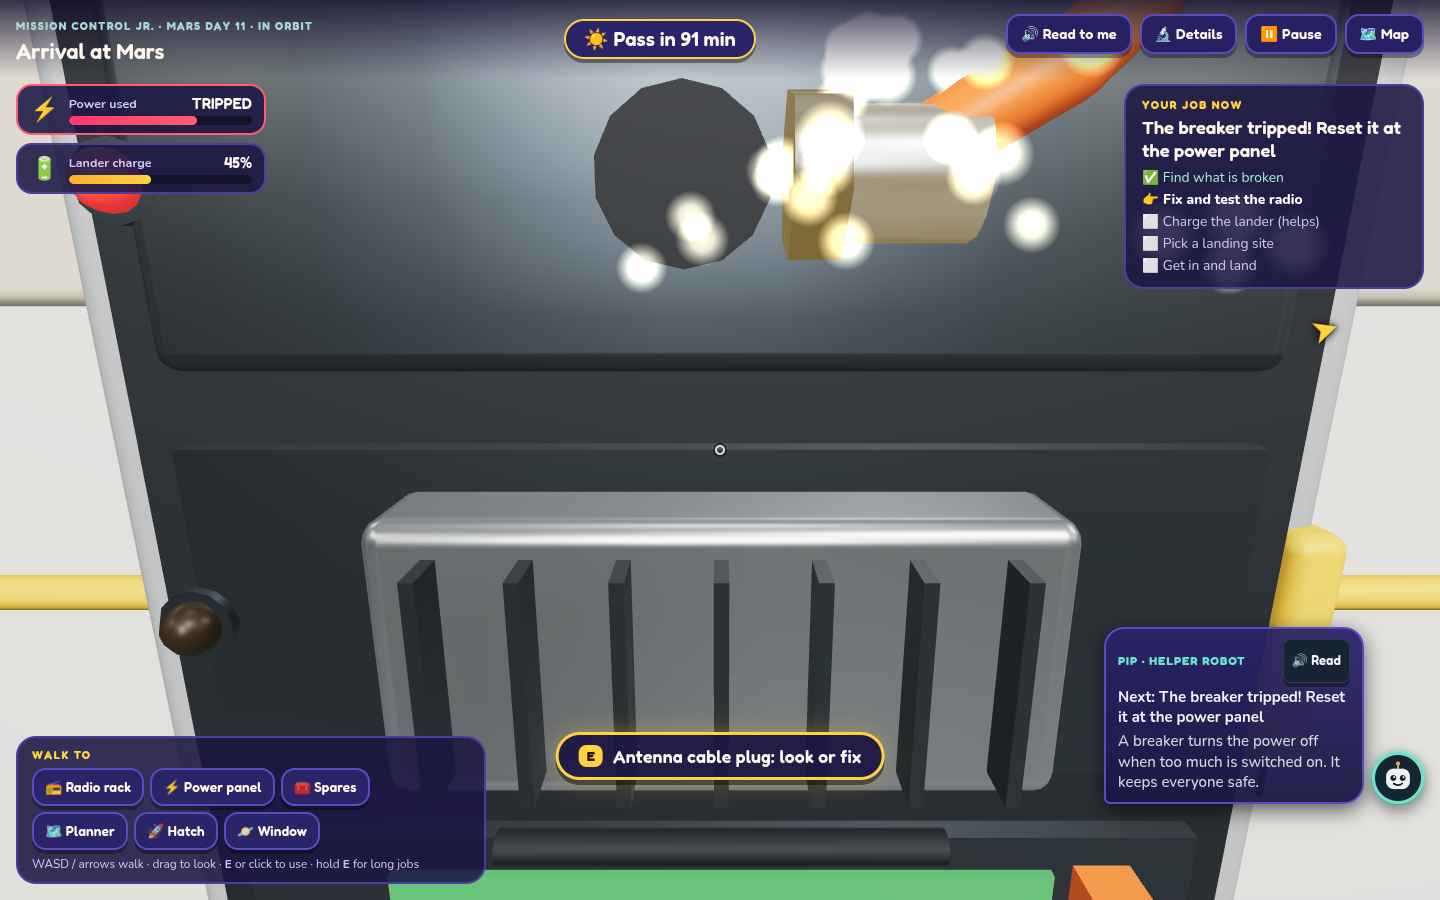 MISSION CONTROL JR. · MARS DAY 11 · IN ORBIT
Arrival at Mars
Pass in 91 min
Read to me
Details
Pause
Map
Power used
TRIPPED
Lander charge
45%
YOUR JOB NOW
The breaker tripped! Reset it at
the power panel
Find what is broken
Fix and test the radio
Charge the lander (helps)
Pick a landing site
Get in and land
PIP · HELPER ROBOT
Read
Next: The breaker tripped! Reset
it at the power panel
A breaker turns the power off
when too much is switched on. It
keeps everyone safe.
E Antenna cable plug: look or fix
WALK TO
Radio rack
Power panel
Spares
Planner
Hatch
Window
WASD / arrows walk · drag to look · E or click to use · hold E for long jobs